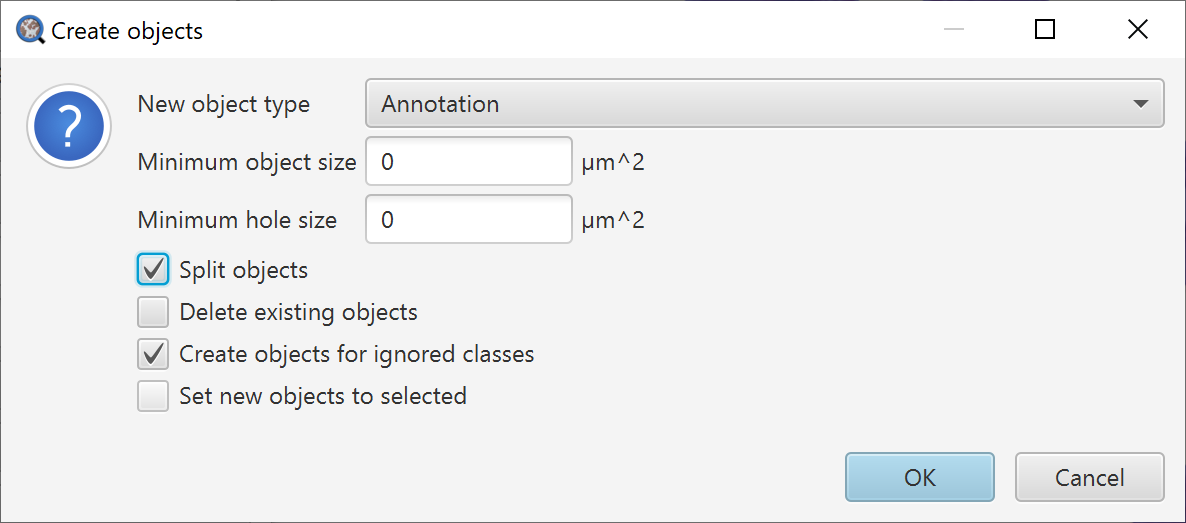 Create objects
?
New object type Annotation
Minimum object size 0 µm^2
Minimum hole size 0 µm^2
Split objects
Delete existing objects
Create objects for ignored classes
Set new objects to selected
OK Cancel